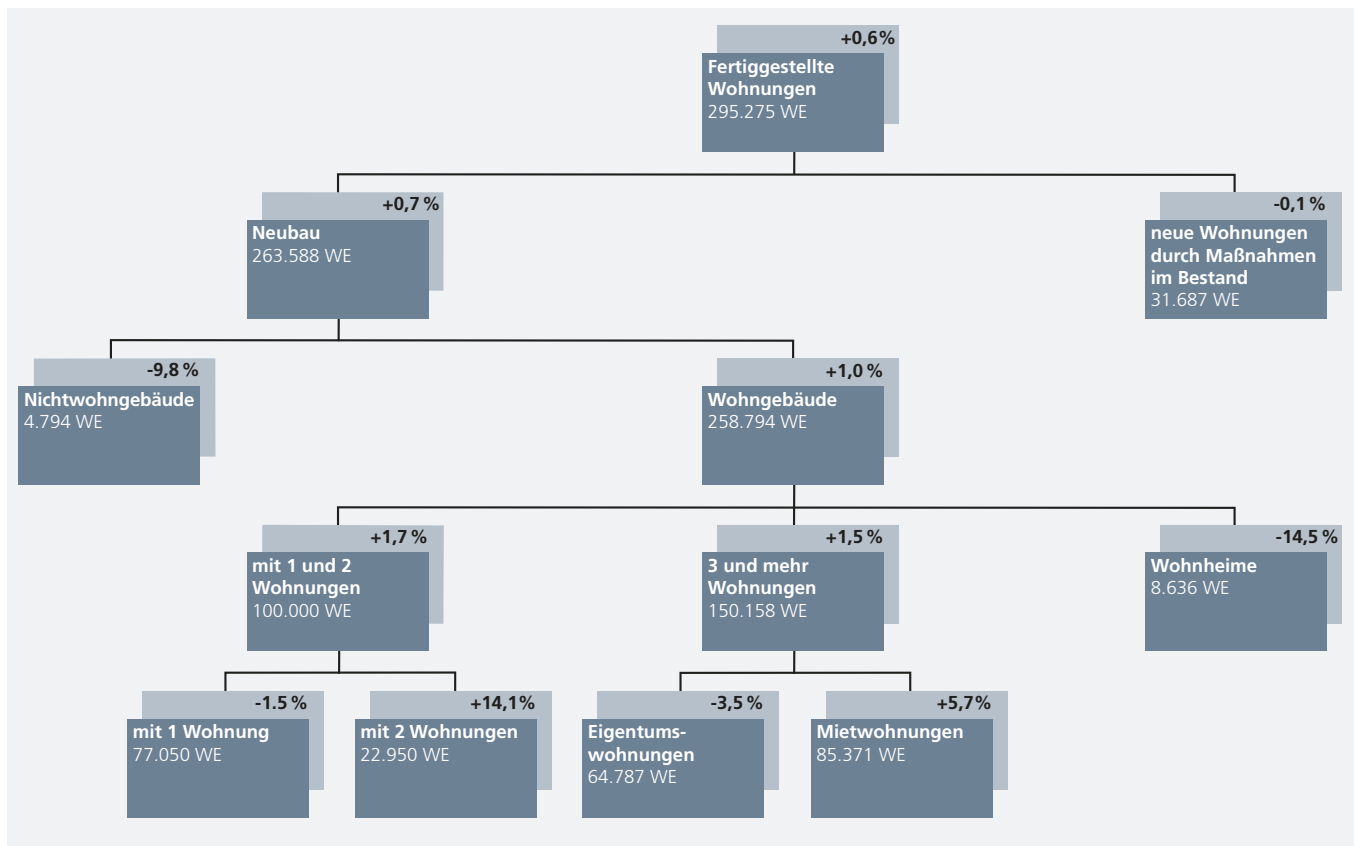 +0,6%
Fertiggestellte
Wohnungen
295.275 WE
+0,7 %
Neubau
263.588 WE
-0,1 %
neue Wohnungen
durch Maßnahmen
im Bestand
31.687 WE
-9,8 %
Nichtwohngebäude
4.794 WE
+1,0 %
Wohngebäude
258.794 WE
+1,7 %
mit 1 und 2
Wohnungen
100.000 WE
+1,5 %
3 und mehr
Wohnungen
150.158 WE
-14,5 %
Wohnheime
8.636 WE
-1.5 %
mit 1 Wohnung
77.050 WE
+14,1%
mit 2 Wohnungen
22.950 WE
-3,5 %
Eigentums-
wohnungen
64.787 WE
+5,7%
Mietwohnungen
85.371 WE